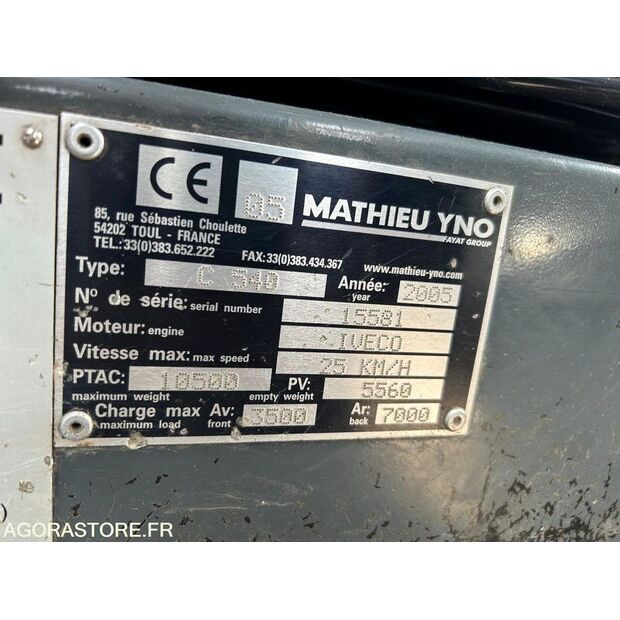 CE 05 MATHIEU YNO
FAYAT GROUP
85, rue Sébastien Choulette
54202 TOUL - FRANCE
TEL.:33(0)383.652.222 FAX:33(0)383.434.367 www.mathieu-yno.com
Type: C 540 Année: 2005
year
N° de série: serial number 15581
Moteur: engine IVECO
Vitesse max: max speed 25 KM/H
PTAC: 10500 PV: 5560
maximum weight empty weight
Charge max Av: 3500 Ar: 7000
maximum load front back
)
AGORASTORE.FR